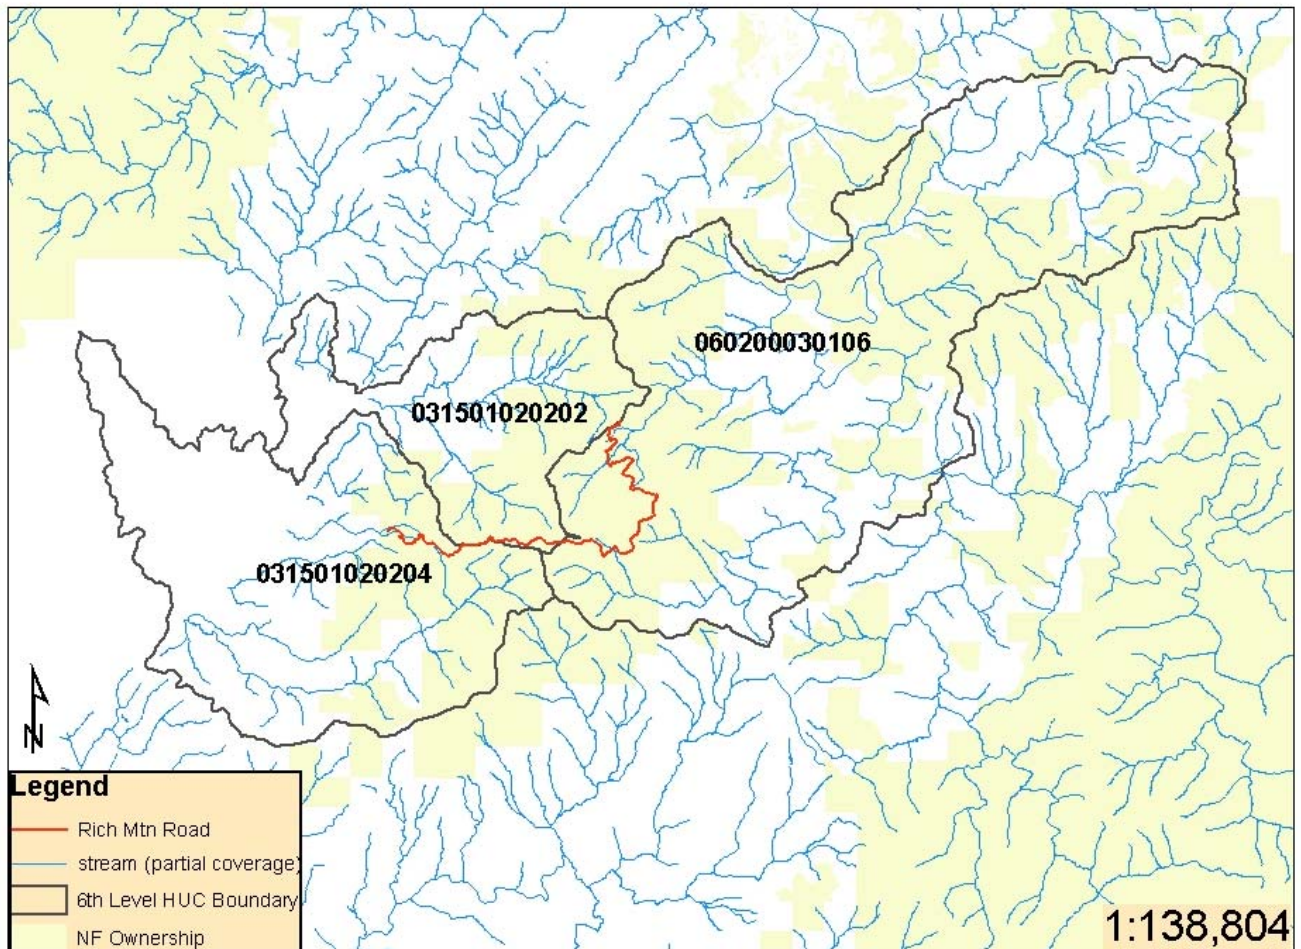 060200030106
031501020202
031501020204
N
Legend
Rich Mtn Road
stream (partial coverage)
6th Level HUC Boundary
NF Ownership
1:138,804